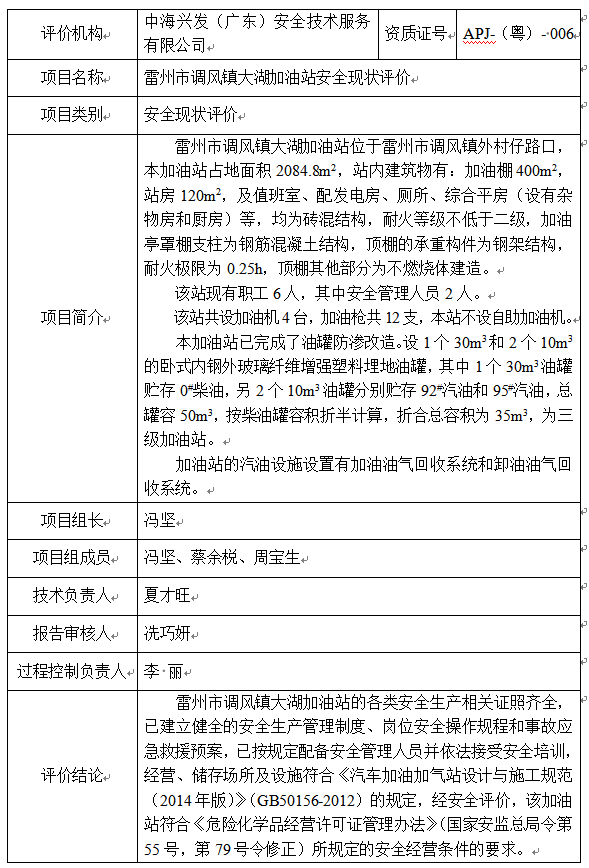 评价机构
中海兴发（广东）安全技术服务
有限公司
资质证号
APJ-（粤）-006
项目名称
雷州市调风镇大湖加油站安全现状评价
项目类别
安全现状评价
项目简介
雷州市调风镇大湖加油站位于雷州市调风镇外村仔路口，
本加油站占地面积 2084.8m²，站内建筑物有：加油棚 400m²，
站房 120m²，及值班室、配发电房、厕所、综合平房（设有杂
物房和厨房）等，均为砖混结构，耐火等级不低于二级，加油
亭罩棚支柱为钢筋混凝土结构，顶棚的承重构件为钢架结构，
耐火极限为 0.25h，顶棚其他部分为不燃烧体建造。
该站现有职工 6 人，其中安全管理人员 2 人。
该站共设加油机 4 台，加油枪共 12 支，本站不设自助加油机。
本加油站已完成了油罐防渗改造。设 1 个 30m³ 和 2 个 10m³
的卧式内钢外玻璃纤维增强塑料埋地油罐，其中 1 个 30m³ 油罐
贮存 0#柴油，另 2 个 10m³ 油罐分别贮存 92#汽油和 95#汽油，总
罐容 50m³，按柴油罐容积折半计算，折合总容积为 35m³，为三
级加油站。
加油站的汽油设施设置有加油油气回收系统和卸油油气回
收系统。
项目组长
冯坚
项目组成员
冯坚、蔡余棁、周宝生
技术负责人
夏才旺
报告审核人
冼巧妍
过程控制负责人
李·丽
评价结论
雷州市调风镇大湖加油站的各类安全生产相关证照齐全，
已建立健全的安全生产管理制度、岗位安全操作规程和事故应
急救援预案，已按规定配备安全管理人员并依法接受安全培训，
经营、储存场所及设施符合《汽车加油加气站设计与施工规范
（2014 年版）》（GB50156-2012）的规定，经安全评价，该加油
站符合《危险化学品经营许可证管理办法》（国家安监总局令第
55 号，第 79 号令修正）所规定的安全经营条件的要求。